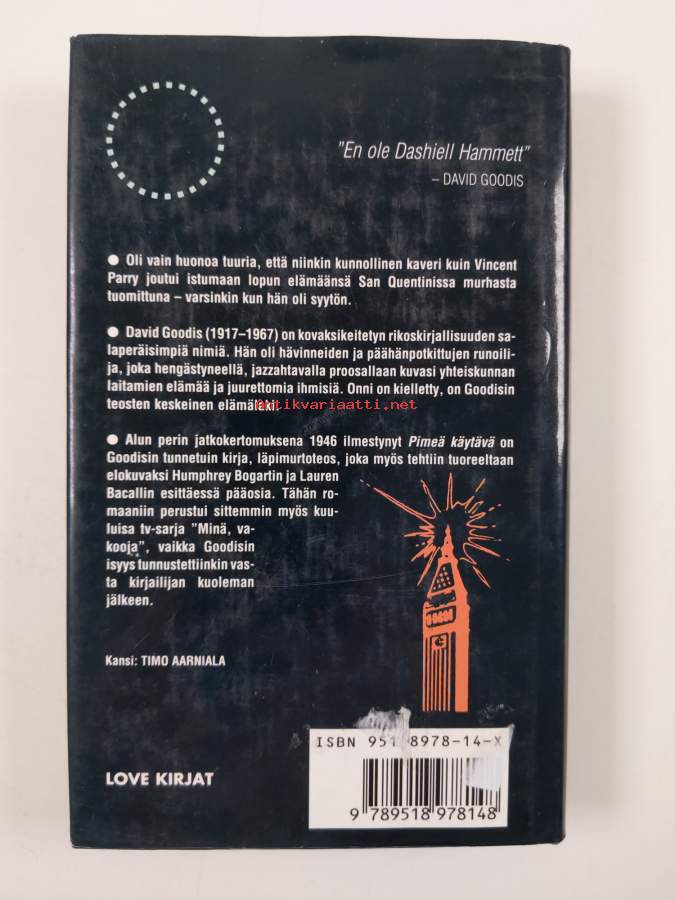 "En ole Dashiell Hammett"
– DAVID GOODIS
● Oli vain huonoa tuuria, että niinkin kunnollinen kaveri kuin Vincent
Parry joutui istumaan lopun elämäänsä San Quentinissa murhasta
tuomittuna – varsinkin kun hän oli syytön.
● David Goodis (1917–1967) on kovaksikeitetyn rikoskirjallisuuden sa-
laperäisimpiä nimiä. Hän oli hävinneiden ja päähänpotkittujen runoili-
ja, joka hengästyneellä, jazzahtavalla proosallaan kuvasi yhteiskunnan
laitamien elämää ja juurettomia ihmisiä. Onni on kielletty, on Goodisin
teosten keskeinen elämälaki.
antikvariaatti.net
● Alun perin jatkokertomuksena 1946 ilmestynyt Pimeä käytävä on
Goodisin tunnetuin kirja, läpimurtoteos, joka myös tehtiin tuoreeltaan
elokuvaksi Humphrey Bogartin ja Lauren
Bacallin esittäessä pääosia. Tähän ro-
maaniin perustui sittemmin myös kuu-
luisa tv-sarja "Minä, va-
kooja", vaikka Goodisin
isyys tunnustettiinkin vas-
ta kirjailijan kuoleman
jälkeen.
Kansi: TIMO AARNIALA
LOVE KIRJAT
ISBN 951-8978-14-X
9 789518 978148